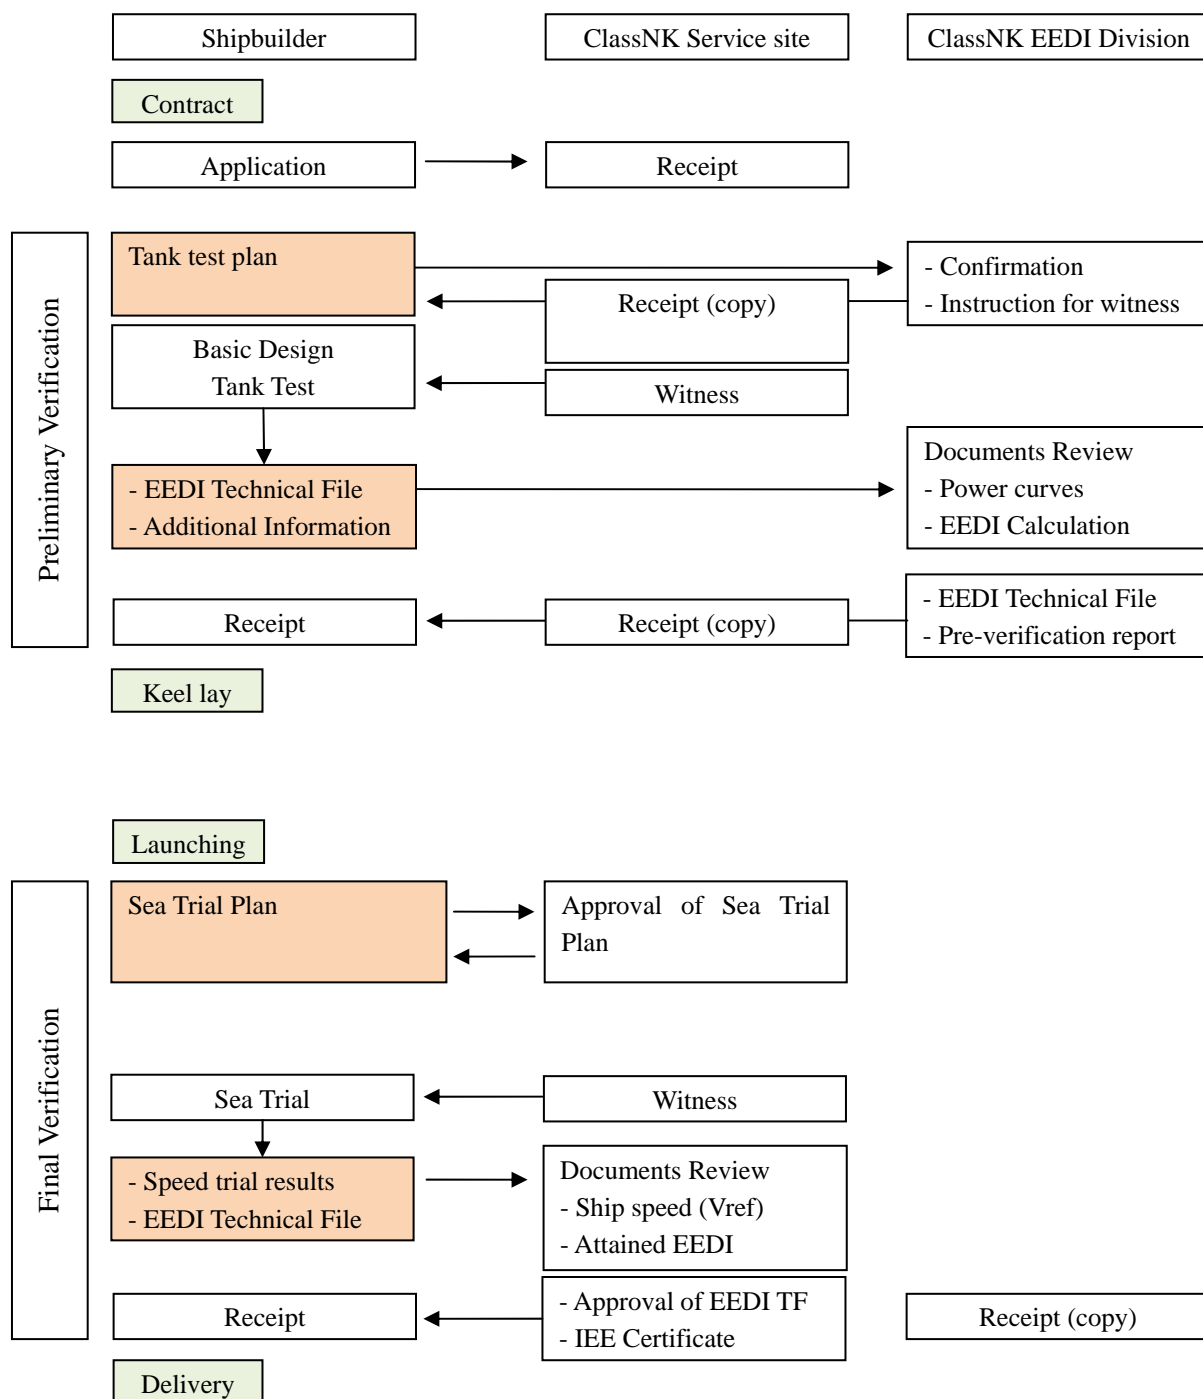 Shipbuilder
ClassNK Service site
ClassNK EEDI Division
Contract
Application
Receipt
Preliminary Verification
Tank test plan
Receipt (copy)
- Confirmation
- Instruction for witness
Basic Design
Tank Test
Witness
- EEDI Technical File
- Additional Information
Documents Review
- Power curves
- EEDI Calculation
Receipt
Receipt (copy)
- EEDI Technical File
- Pre-verification report
Keel lay
Launching
Final Verification
Sea Trial Plan
Approval of Sea Trial
Plan
Sea Trial
Witness
- Speed trial results
- EEDI Technical File
Documents Review
- Ship speed (Vref)
- Attained EEDI
Receipt
- Approval of EEDI TF
- IEE Certificate
Receipt (copy)
Delivery